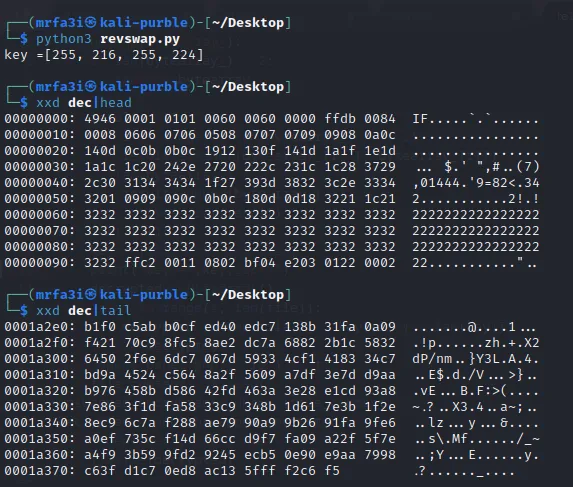 ┌──(mrfa3i㉿kali-purble)-[~/Desktop]
└─$ python3 revswap.py
key =[255, 216, 255, 224]
┌──(mrfa3i㉿kali-purble)-[~/Desktop]
└─$ xxd dec|head
00000000: 4946 0001 0101 0060 0060 0000 ffdb 0084  IF.....`.`......
00000010: 0008 0606 0706 0508 0707 0709 0908 0a0c  ................
00000020: 140d 0c0b 0b0c 1912 130f 141d 1a1f 1e1d  ................
00000030: 1a1c 1c20 242e 2720 222c 231c 1c28 3729  ... $.' ",#..(7)
00000040: 2c30 3134 3434 1f27 393d 3832 3c2e 3334  ,01444.'9=82<.34
00000050: 3201 0909 090c 0b0c 180d 0d18 3221 1c21  2...........2!.!
00000060: 3232 3232 3232 3232 3232 3232 3232 3232  2222222222222222
00000070: 3232 3232 3232 3232 3232 3232 3232 3232  2222222222222222
00000080: 3232 3232 3232 3232 3232 3232 3232 3232  2222222222222222
00000090: 3232 ffc2 0011 0802 bf04 e203 0122 0002  22..........."..
┌──(mrfa3i㉿kali-purble)-[~/Desktop]
└─$ xxd dec|tail
0001a2e0: b1f0 c5ab b0cf ed40 edc7 138b 31fa 0a09  .......@....1...
0001a2f0: f421 70c9 8fc5 8ae2 dc7a 6882 2b1c 5832  .!p......zh.+.X2
0001a300: 6450 2f6e 6dc7 067d 5933 4cf1 4183 34c7  dP/nm..}Y3L.A.4.
0001a310: bd9a 4524 c564 8a2f 5609 a7df 3e7d d9aa  ..E$.d./V...>}..
0001a320: b976 458b d586 42fd 463a 3e28 e1cd 93a8  .vE...B.F:>(....
0001a330: 7e86 3f1d fa58 33c9 348b 1d61 7e3b 1f2e  ~.?..X3.4..a~;..
0001a340: 8ec9 6c7a f288 ae79 90a9 9b26 91fa 9fe6  ..lz...y...&....
0001a350: a0ef 735c f14d 66cc d9f7 fa09 a22f 5f7e  ..s\.Mf....../_~
0001a360: a4f9 3b59 9fd2 9245 ecb5 0e90 e9aa 7998  ..;Y...E......y.
0001a370: c63f d1c7 0ed8 ac13 5fff f2c6 f5         .?......_....